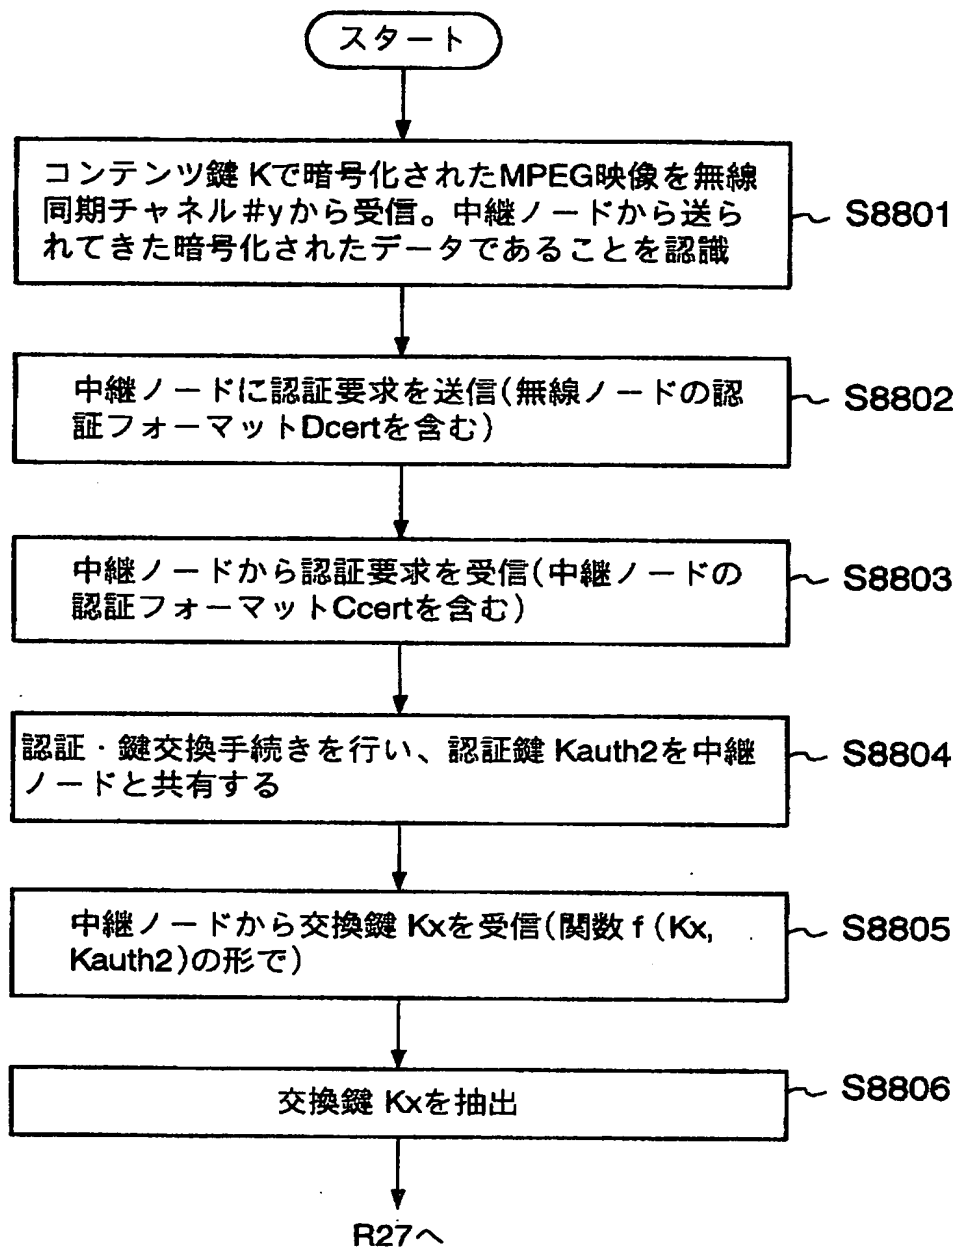 スタート
コンテンツ鍵 Kで暗号化されたMPEG映像を無線
同期チャネル#yから受信。中継ノードから送ら
れてきた暗号化されたデータであることを認識
S8801
中継ノードに認証要求を送信(無線ノードの認
証フォーマットDcertを含む)
S8802
中継ノードから認証要求を受信(中継ノードの
認証フォーマットCcertを含む)
S8803
認証・鍵交換手続きを行い、認証鍵 Kauth2を中継
ノードと共有する
S8804
中継ノードから交換鍵 Kxを受信(関数 f (Kx,
Kauth2)の形で)
S8805
交換鍵 Kxを抽出
S8806
R27へ